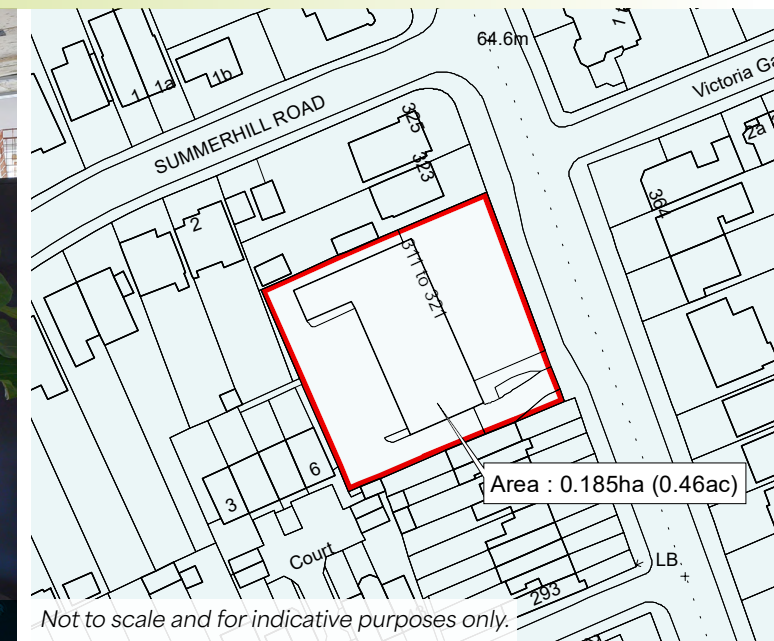 64.6m
Victoria Ga
1
1a
1b
SUMMERHILL ROAD
325
323
2a
364
2
311 to 321
Area : 0.185ha (0.46ac)
6
3
Court
LB
293
Not to scale and for indicative purposes only.